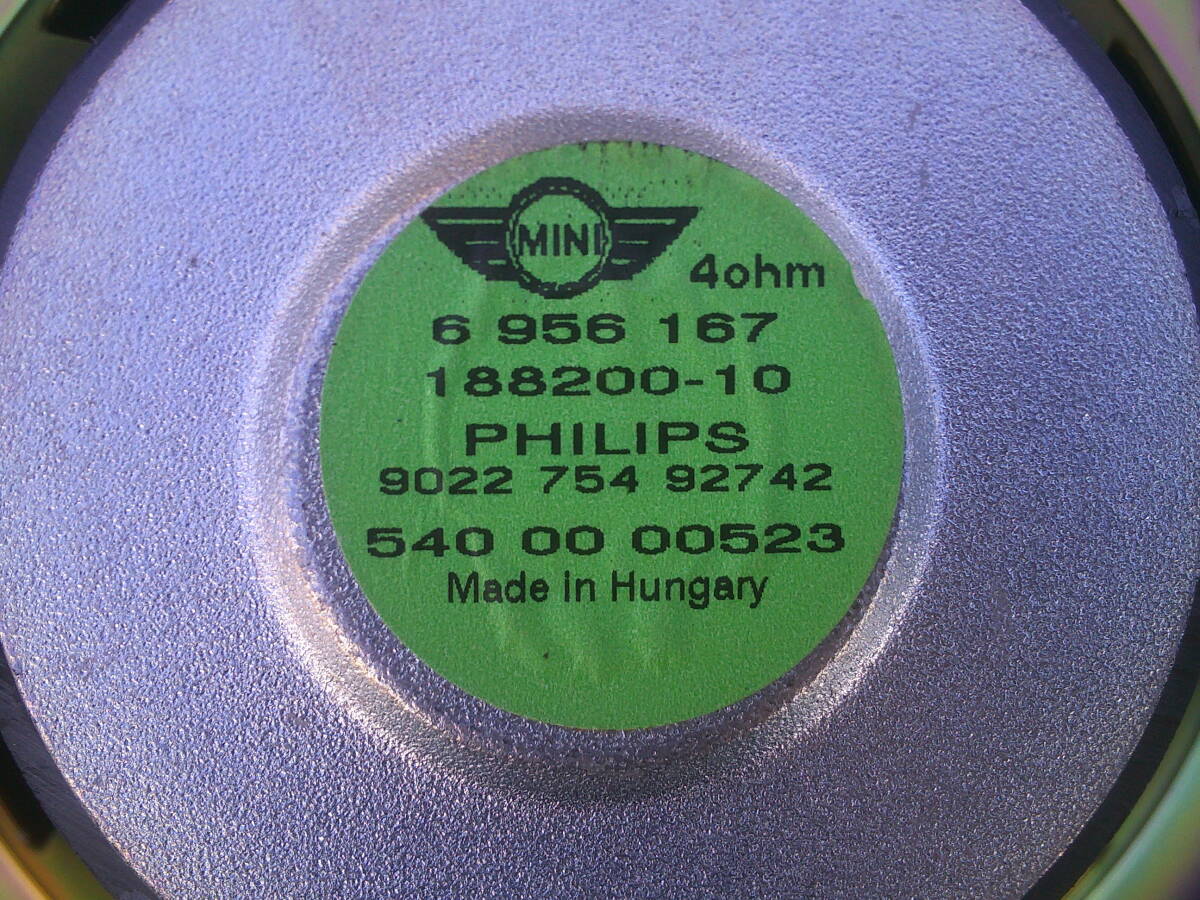 MINI
4ohm
6 956 167
188200-10
PHILIPS
9022 754 92742
540 00 00523
Made in Hungary